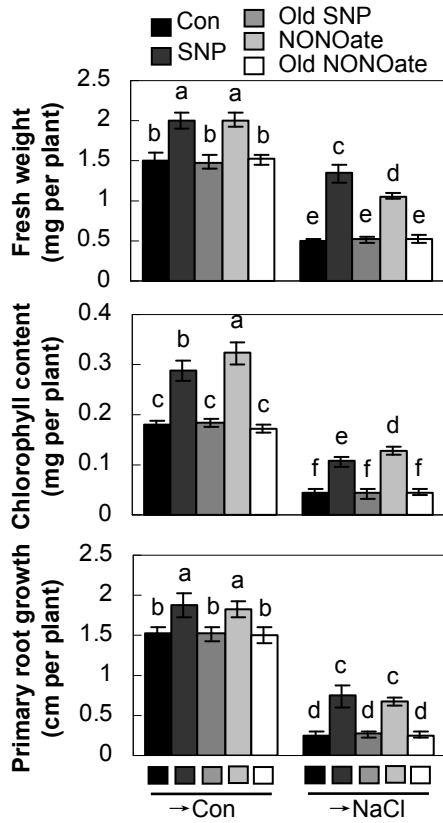 Con
SNP
Old SNP
NONOate
Old NONOate
Fresh weight
(mg per plant)
2.5
2
1.5
1
0.5
0
b a b a b
e c e d e
Chlorophyll content
(mg per plant)
0.4
0.3
0.2
0.1
0
c b c a c
f e f d f
Primary root growth
(cm per plant)
2.5
2
1.5
1
0.5
0
b a b a b
d c d c d
→Con
→NaCl